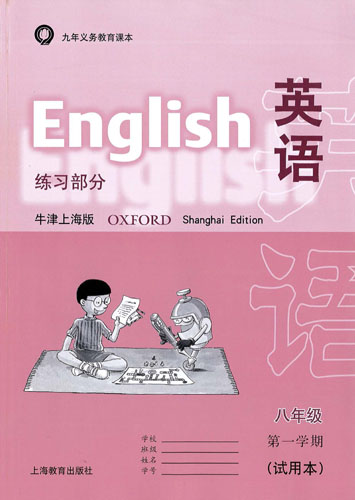 九年义务教育课本
English
英语
练习部分
牛津上海版 OXFORD Shanghai Edition
八年级
第一学期
(试用本)
学校
班级
姓名
学号
上海教育出版社